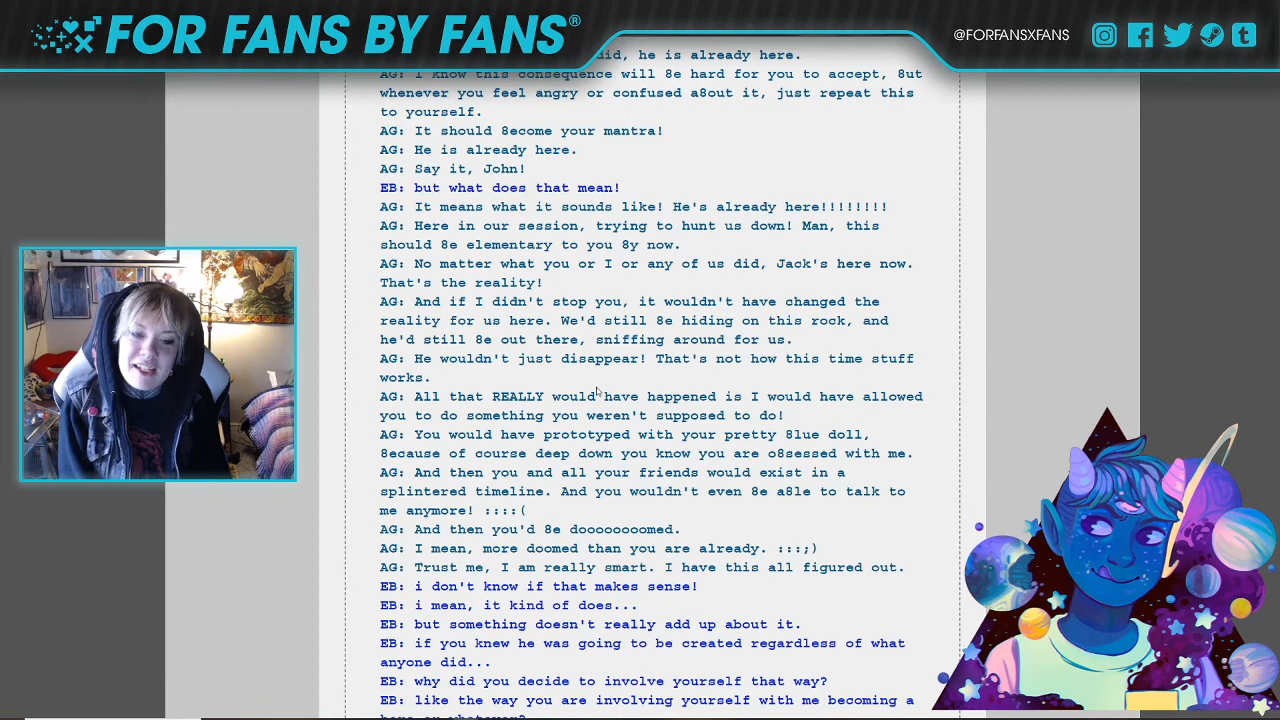 FOR FANS BY FANS®
@FORFANSXFANS
did, he is already here.
AG: I know this consequence will 8e hard for you to accept, 8ut
whenever you feel angry or confused a8out it, just repeat this
to yourself.
AG: It should 8ecome your mantra!
AG: He is already here.
AG: Say it, John!
EB: but what does that mean!
AG: It means what it sounds like! He's already here!!!!!!!!
AG: Here in our session, trying to hunt us down! Man, this
should 8e elementary to you 8y now.
AG: No matter what you or I or any of us did, Jack's here now.
That's the reality!
AG: And if I didn't stop you, it wouldn't have changed the
reality for us here. We'd still 8e hiding on this rock, and
he'd still 8e out there, sniffing around for us.
AG: He wouldn't just disappear! That's not how this time stuff
works.
AG: All that REALLY would have happened is I would have allowed
you to do something you weren't supposed to do!
AG: You would have prototyped with your pretty 8lue doll,
8ecause of course deep down you know you are o8sessed with me.
AG: And then you and all your friends would exist in a
splintered timeline. And you wouldn't even 8e a8le to talk to
me anymore! ::::(
AG: And then you'd 8e doooooooomed.
AG: I mean, more doomed than you are already. :::;)
AG: Trust me, I am really smart. I have this all figured out.
EB: i don't know if that makes sense!
EB: i mean, it kind of does...
EB: but something doesn't really add up about it.
EB: if you knew he was going to be created regardless of what
anyone did...
EB: why did you decide to involve yourself that way?
EB: like the way you are involving yourself with me becoming a
hero or whatever?